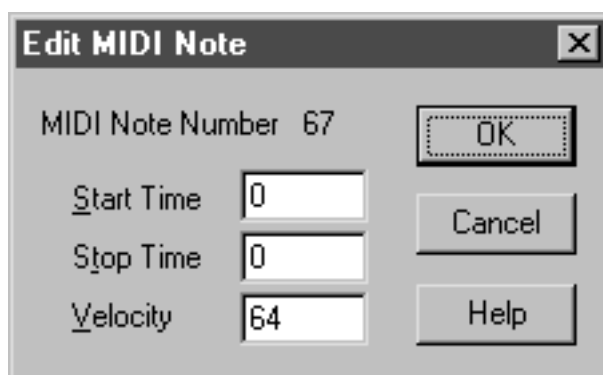 Edit MIDI Note
MIDI Note Number 67
OK
Start Time 0
Cancel
Stop Time 0
Velocity 64
Help